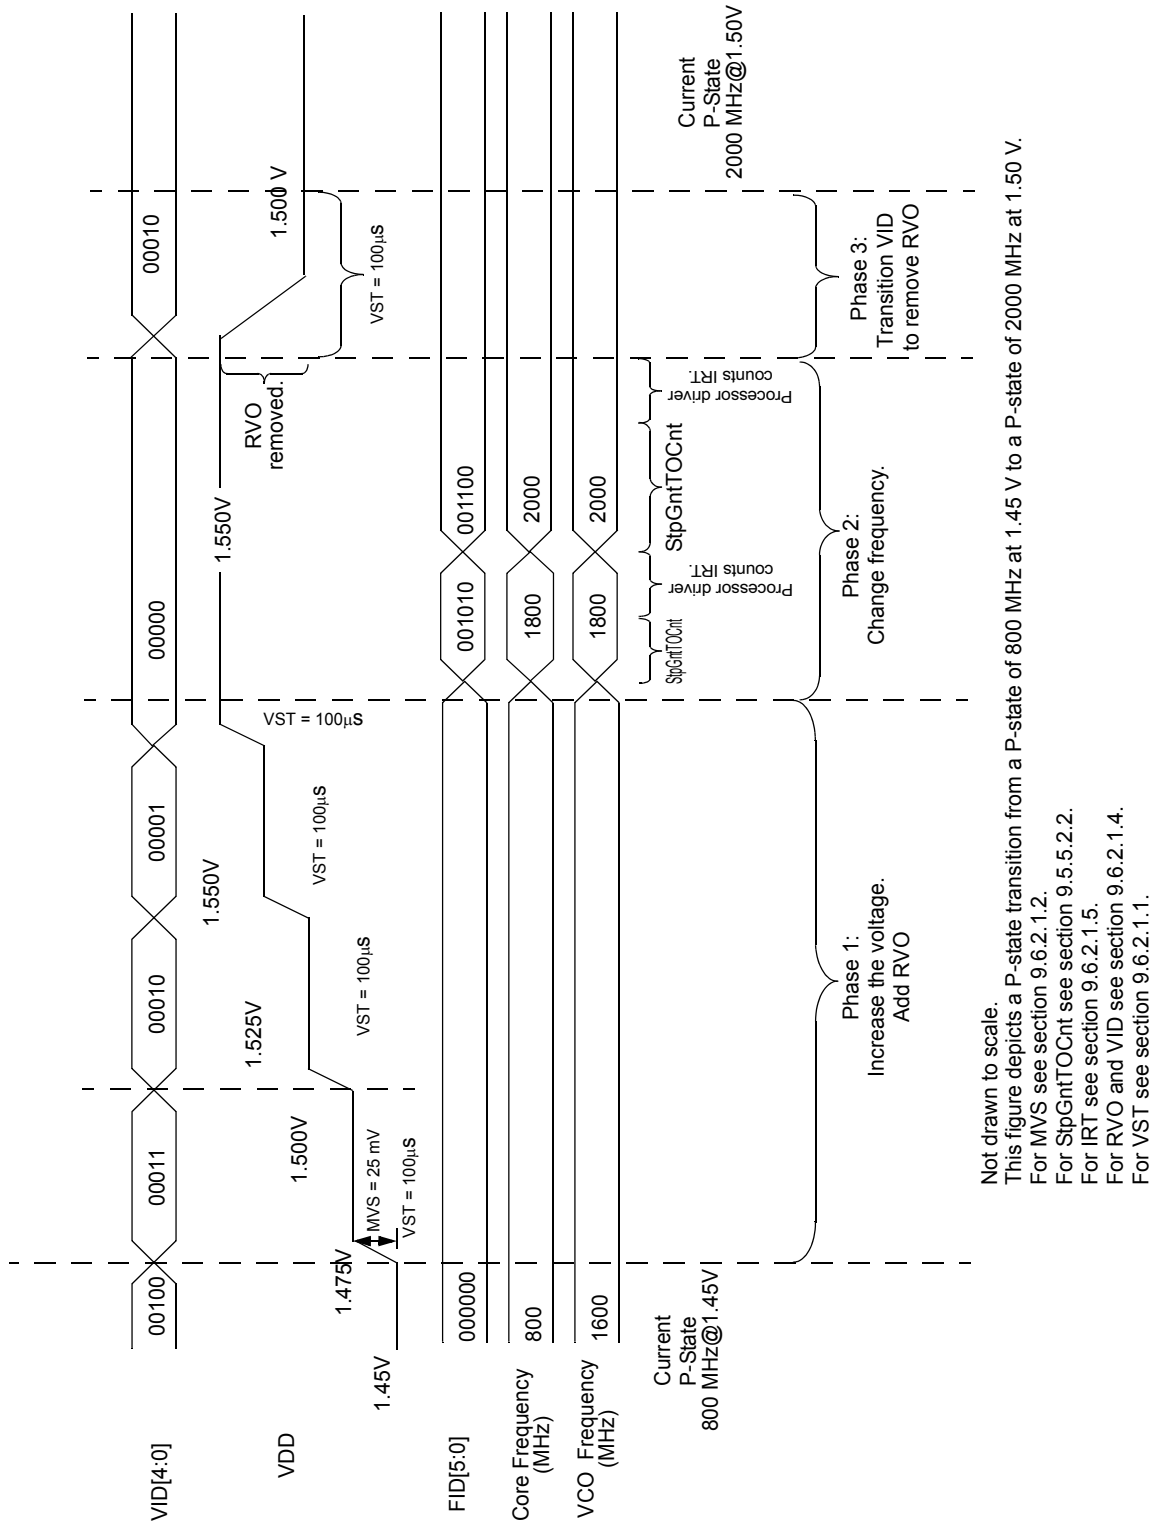 VID[4:0]
00100
00011
00010
00001
00000
00010
VDD
1.45V
1.475V
1.500V
1.525V
1.550V
1.550V
1.500 V
MVS = 25 mV
VST = 100μs
VST = 100μs
VST = 100μs
VST = 100μs
RVO
removed.
VST = 100μs
FID[5:0]
000000
001010
001100
Core Frequency
(MHz)
800
1800
2000
VCO Frequency
(MHz)
1600
1800
2000
StpGntTOCnt
Processor driver
counts IRT.
StpGntTOCnt
Processor driver
counts IRT.
Current
P-State
800 MHz@1.45V
Current
P-State
2000 MHz@1.50V
Phase 1:
Increase the voltage.
Add RVO
Phase 2:
Change frequency.
Phase 3:
Transition VID
to remove RVO
Not drawn to scale.
This figure depicts a P-state transition from a P-state of 800 MHz at 1.45 V to a P-state of 2000 MHz at 1.50 V.
For MVS see section 9.6.2.1.2.
For StpGntTOCnt see section 9.5.5.2.2.
For IRT see section 9.6.2.1.5.
For RVO and VID see section 9.6.2.1.4.
For VST see section 9.6.2.1.1.